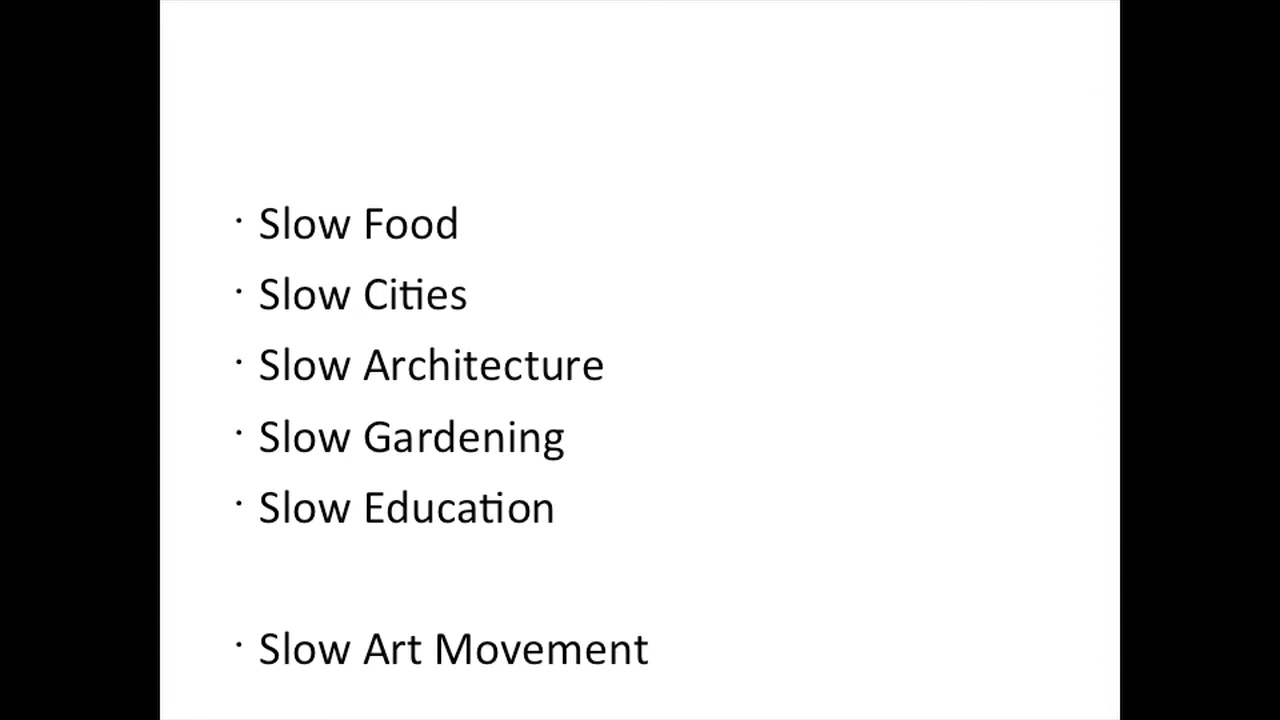 · Slow Food
· Slow Cities
· Slow Architecture
· Slow Gardening
· Slow Education
· Slow Art Movement